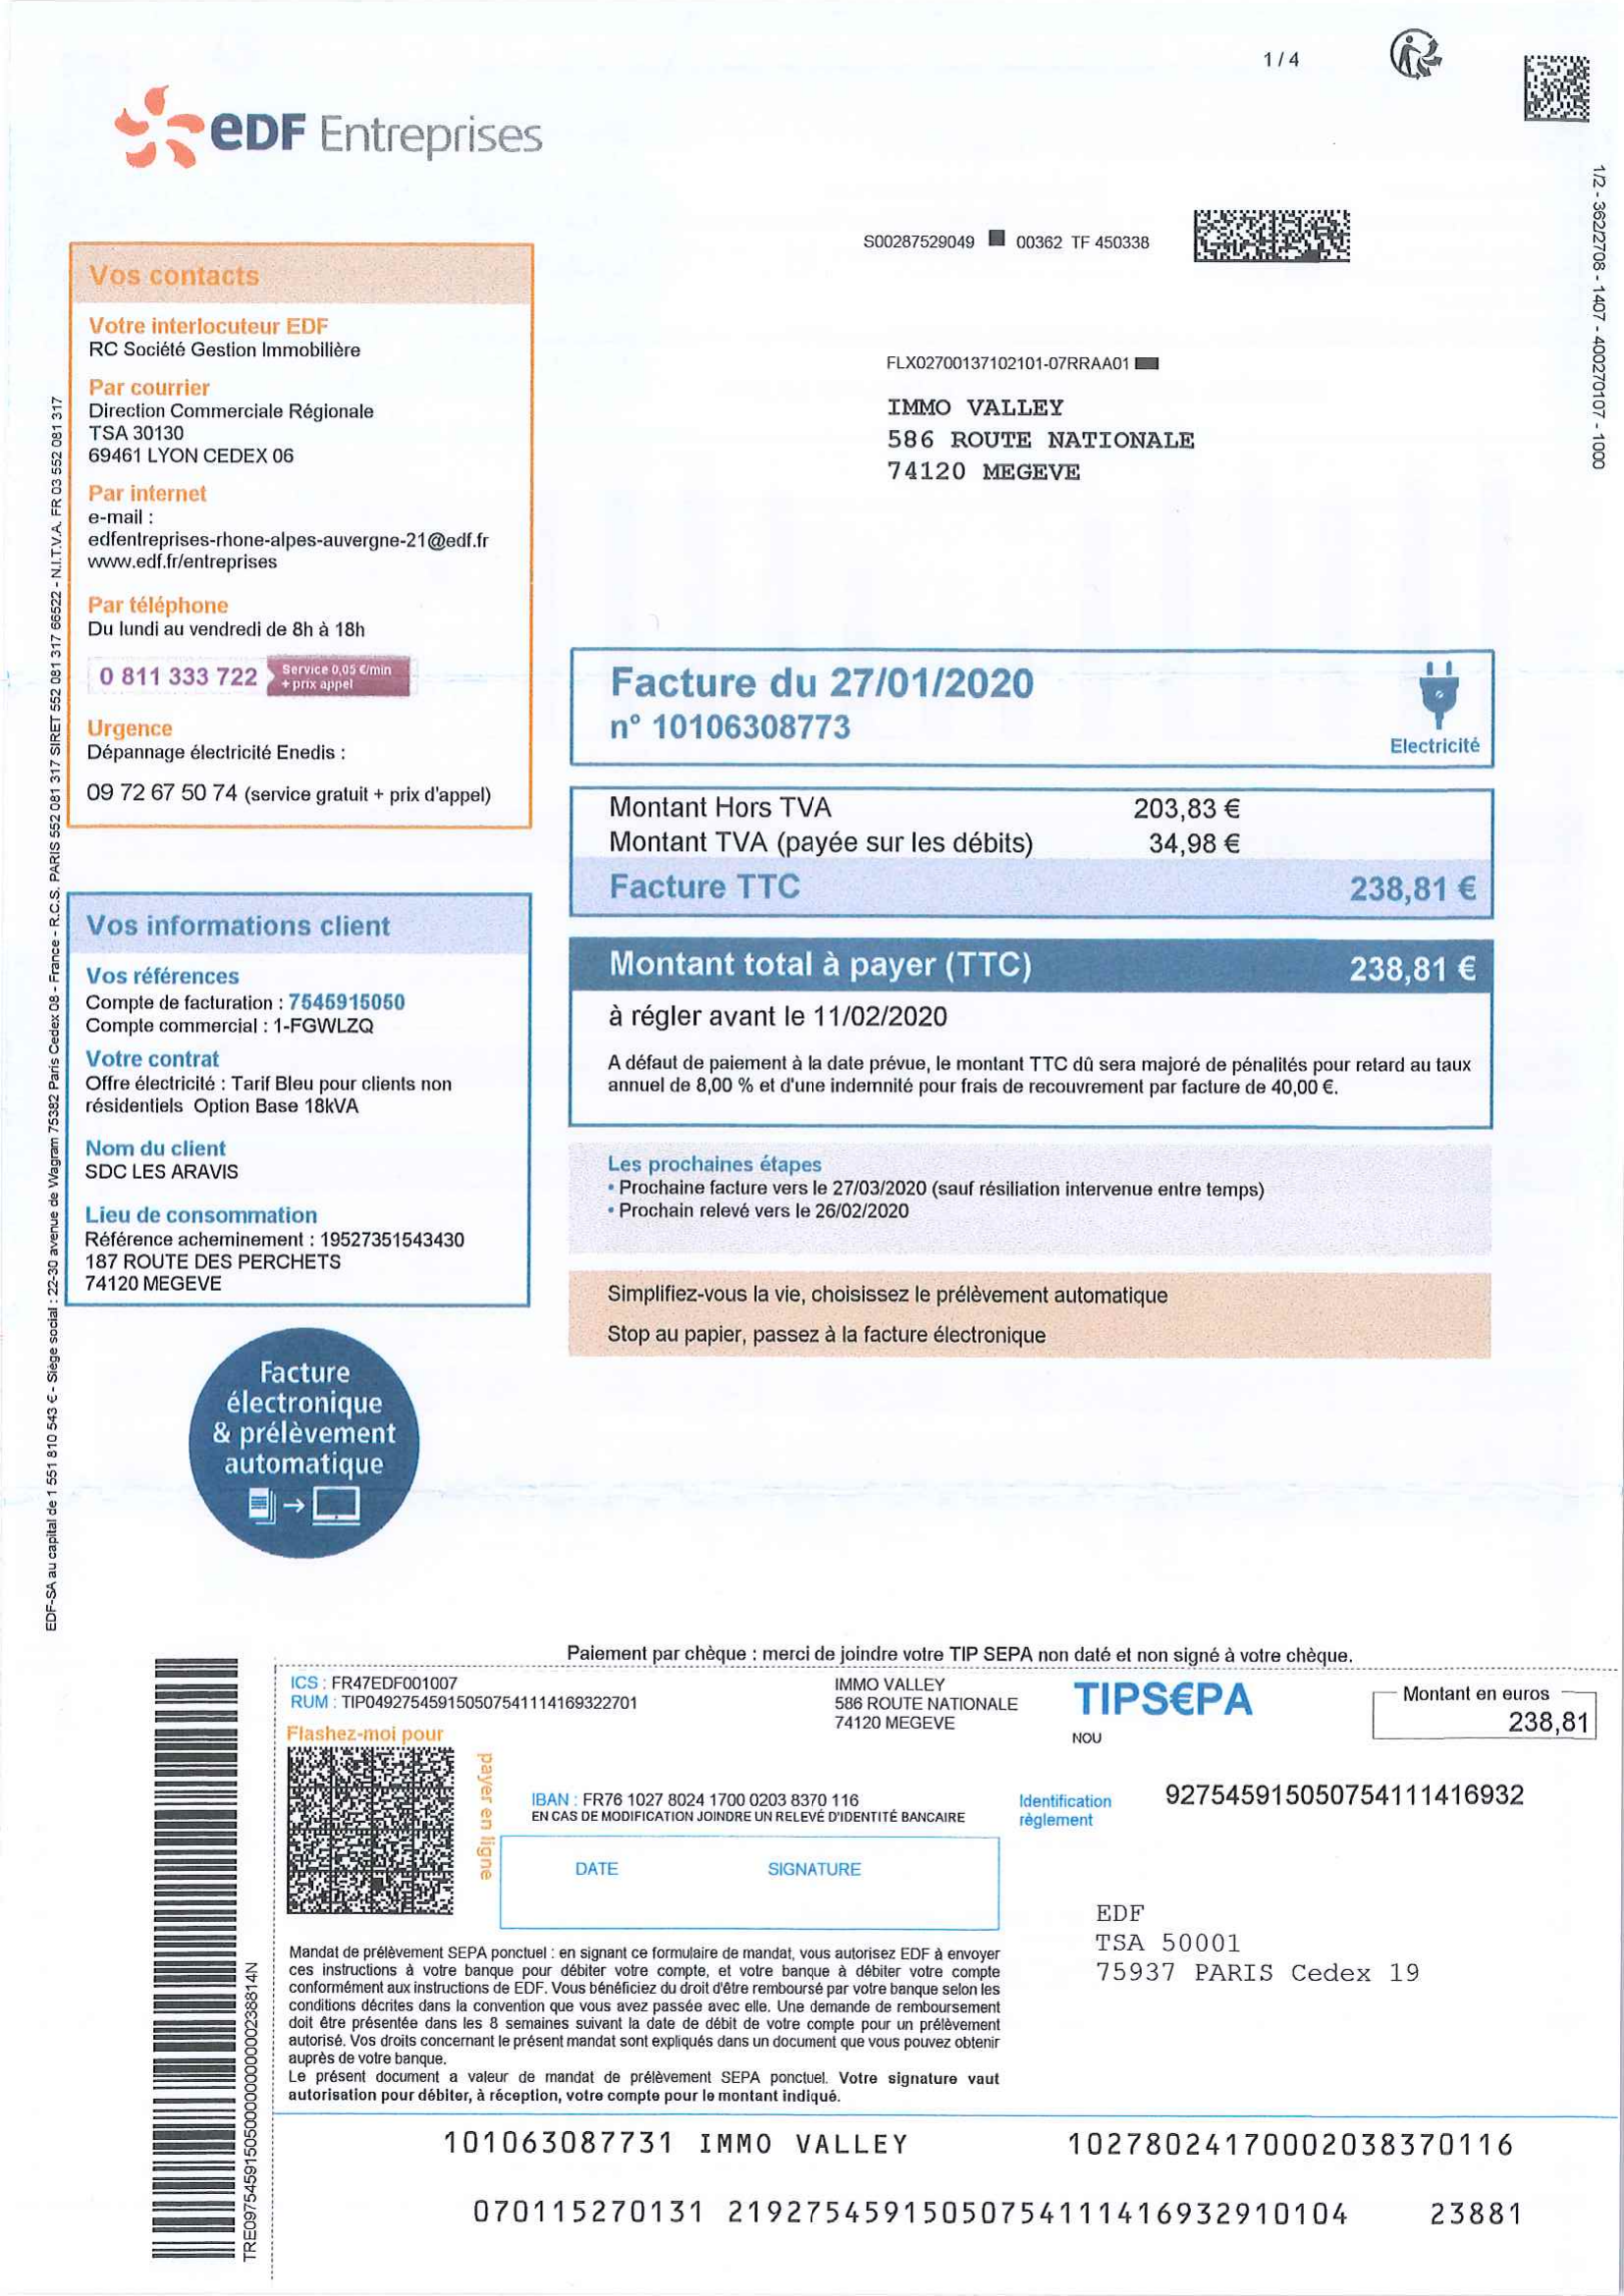 1 / 4
eDF Entreprises
S00287529049 00362 TF 450338
1/2 - 362/2708 - 1407 - 400270107 - 1000
Vos contacts
Votre interlocuteur EDF
RC Société Gestion Immobilière
Par courrier
Direction Commerciale Régionale
TSA 30130
69461 LYON CEDEX 06
Par internet
e-mail :
edfentreprises-rhone-alpes-auvergne-21@edf.fr
www.edf.fr/entreprises
Par téléphone
Du lundi au vendredi de 8h à 18h
0 811 333 722 Service 0,05 €/min
+ prix appel
Urgence
Dépannage électricité Enedis :
09 72 67 50 74 (service gratuit + prix d'appel)
FLX02700137102101-07RRAA01
IMMO VALLEY
586 ROUTE NATIONALE
74120 MEGEVE
Facture du 27/01/2020
n° 10106308773
Electricité
Montant Hors TVA 203,83 €
Montant TVA (payée sur les débits) 34,98 €
Facture TTC 238,81 €
Montant total à payer (TTC) 238,81 €
à régler avant le 11/02/2020
A défaut de paiement à la date prévue, le montant TTC dû sera majoré de pénalités pour retard au taux
annuel de 8,00 % et d'une indemnité pour frais de recouvrement par facture de 40,00 €.
Les prochaines étapes
• Prochaine facture vers le 27/03/2020 (sauf résiliation intervenue entre temps)
• Prochain relevé vers le 26/02/2020
Simplifiez-vous la vie, choisissez le prélèvement automatique
Stop au papier, passez à la facture électronique
Vos informations client
Vos références
Compte de facturation : 7545915050
Compte commercial : 1-FGWLZQ
Votre contrat
Offre électricité : Tarif Bleu pour clients non
résidentiels Option Base 18kVA
Nom du client
SDC LES ARAVIS
Lieu de consommation
Référence acheminement : 19527351543430
187 ROUTE DES PERCHETS
74120 MEGEVE
Facture
électronique
& prélèvement
automatique
EDF-SA au capital de 1 551 810 543 € - Siège social : 22-30 avenue de Wagram 75382 Paris Cedex 08 - France - R.C.S. PARIS 552 081 317 SIRET 552 081 317 66522 - N.I.T.V.A. FR 03 552 081 317
Paiement par chèque : merci de joindre votre TIP SEPA non daté et non signé à votre chèque.
ICS : FR47EDF001007
RUM : TIP049275459150507541114169322701
Flashez-moi pour
payer en ligne
IMMO VALLEY
586 ROUTE NATIONALE
74120 MEGEVE
TIPS€PA
NOU
Montant en euros
238,81
IBAN : FR76 1027 8024 1700 0203 8370 116
EN CAS DE MODIFICATION JOINDRE UN RELEVÉ D'IDENTITÉ BANCAIRE
Identification
règlement
927545915050754111416932
DATE SIGNATURE
EDF
TSA 50001
75937 PARIS Cedex 19
Mandat de prélèvement SEPA ponctuel : en signant ce formulaire de mandat, vous autorisez EDF à envoyer
ces instructions à votre banque pour débiter votre compte, et votre banque à débiter votre compte
conformément aux instructions de EDF. Vous bénéficiez du droit d'être remboursé par votre banque selon les
conditions décrites dans la convention que vous avez passée avec elle. Une demande de remboursement
doit être présentée dans les 8 semaines suivant la date de débit de votre compte pour un prélèvement
autorisé. Vos droits concernant le présent mandat sont expliqués dans un document que vous pouvez obtenir
auprès de votre banque.
Le présent document a valeur de mandat de prélèvement SEPA ponctuel. Votre signature vaut
autorisation pour débiter, à réception, votre compte pour le montant indiqué.
101063087731 IMMO VALLEY 10278024170002038370116
070115270131 21927545915050754111416932910104 23881